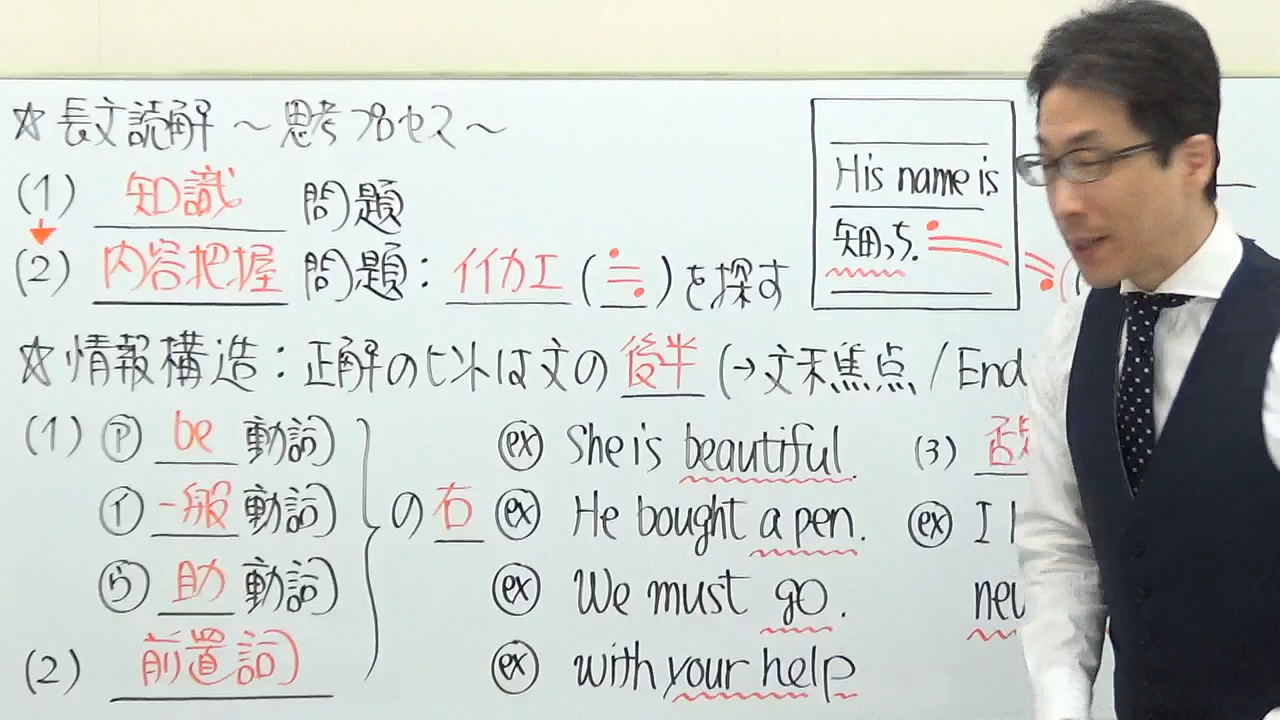 ☆長文読解 ～思考プロセス～
(1) 知識 問題
(2) 内容把握 問題：イイカエ(≒)を探す
His name is
知っち.
☆情報構造：正解のヒントは文の後半(→文末焦点 / End
(1) ㋐ be 動詞
㋑ 一般 動詞
㋒ 助 動詞
の 右
(2) 前置詞
ex She is beautiful.
ex He bought a pen.
ex We must go.
ex with your help
(3) 否
ex I